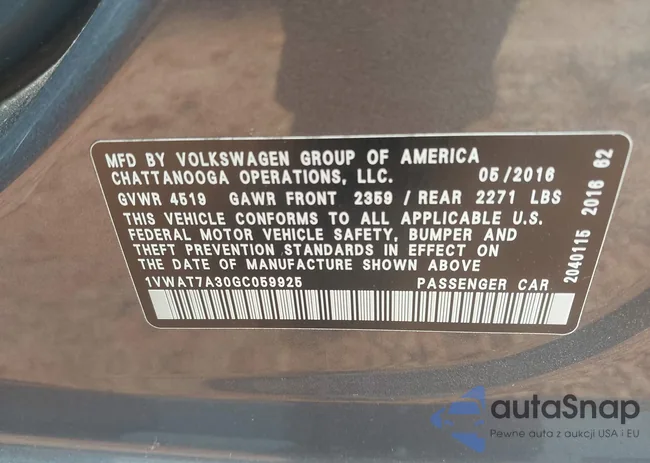 MFD BY VOLKSWAGEN GROUP OF AMERICA
CHATTANOOGA OPERATIONS, LLC. 05/2016
GVWR 4519 GAWR FRONT 2359 / REAR 2271 LBS
THIS VEHICLE CONFORMS TO ALL APPLICABLE U.S.
FEDERAL MOTOR VEHICLE SAFETY, BUMPER AND
THEFT PREVENTION STANDARDS IN EFFECT ON
THE DATE OF MANUFACTURE SHOWN ABOVE
1VWAT7A30GC059925 PASSENGER CAR
2040115 2016 62
autoSnap
Pewne auta z aukcji USA i EU